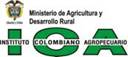 Ministerio de Agricultura y
Desarrollo Rural
ICA
INSTITUTO COLOMBIANO AGROPECUARIO